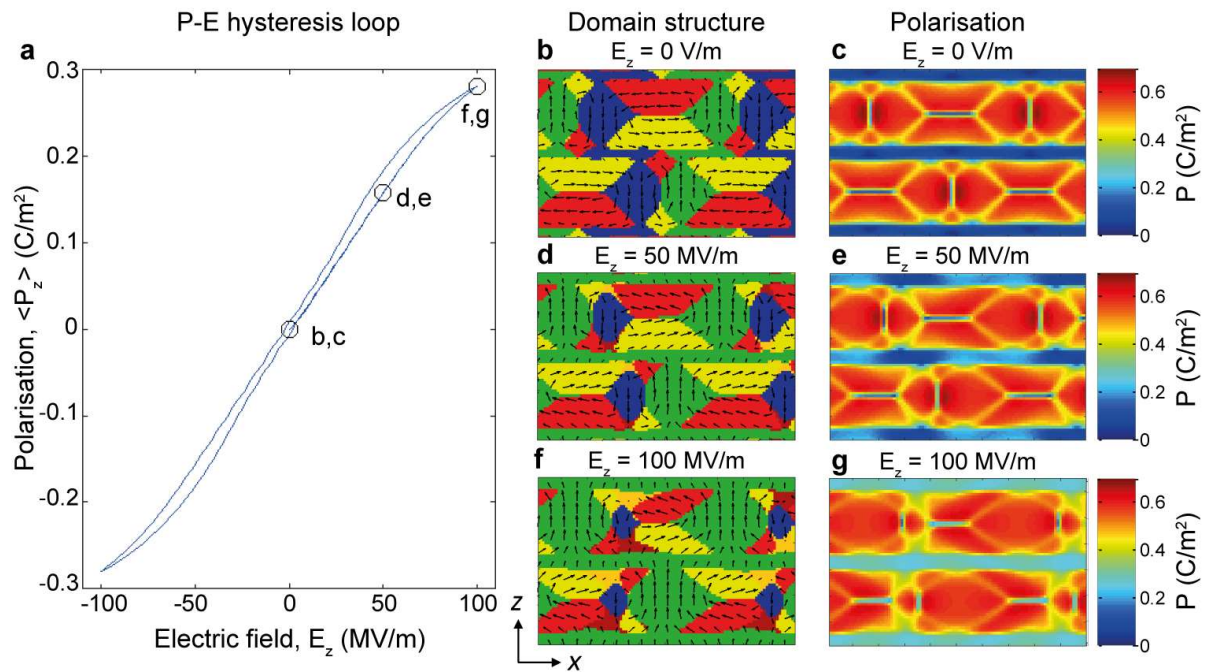 P-E hysteresis loop
Domain structure
Polarisation
a
Polarisation, <P_z> (C/m²)
0.3
0.2
0.1
0
-0.1
-0.2
-0.3
-100
-50
0
50
100
Electric field, E_z (MV/m)
f,g
d,e
b,c
b
E_z = 0 V/m
c
E_z = 0 V/m
0.6
0.4
0.2
0
P (C/m²)
d
E_z = 50 MV/m
e
E_z = 50 MV/m
0.6
0.4
0.2
0
P (C/m²)
f
E_z = 100 MV/m
g
E_z = 100 MV/m
0.6
0.4
0.2
0
P (C/m²)
z
x